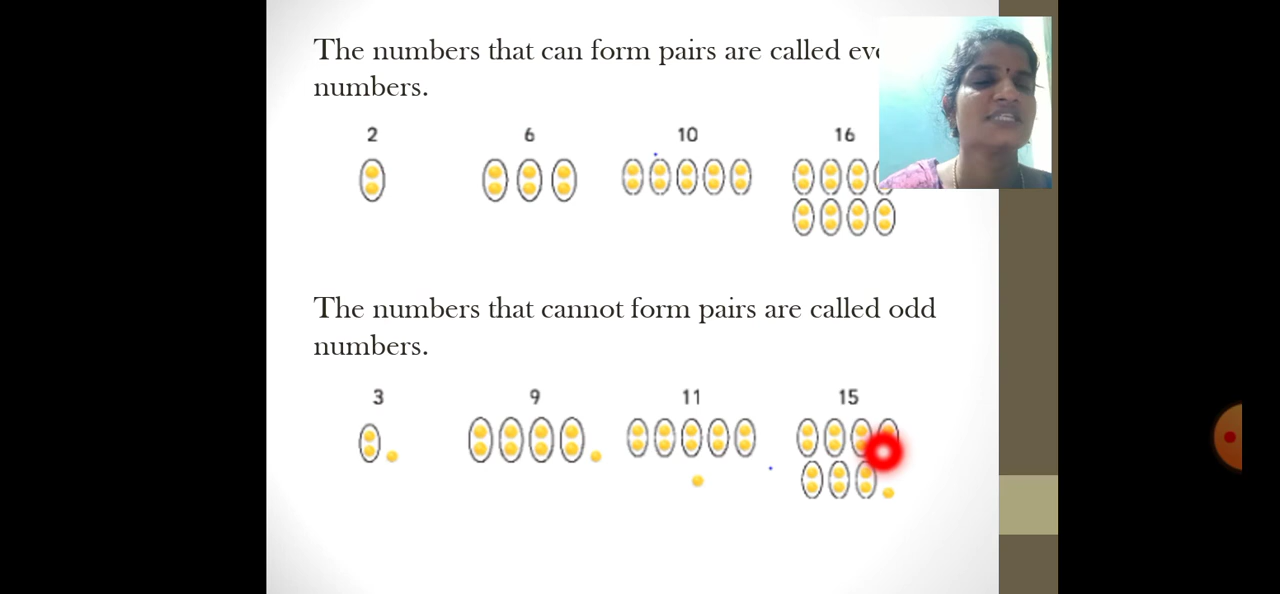 The numbers that can form pairs are called eve
numbers.
2 6 10 16
The numbers that cannot form pairs are called odd
numbers.
3 9 11 15